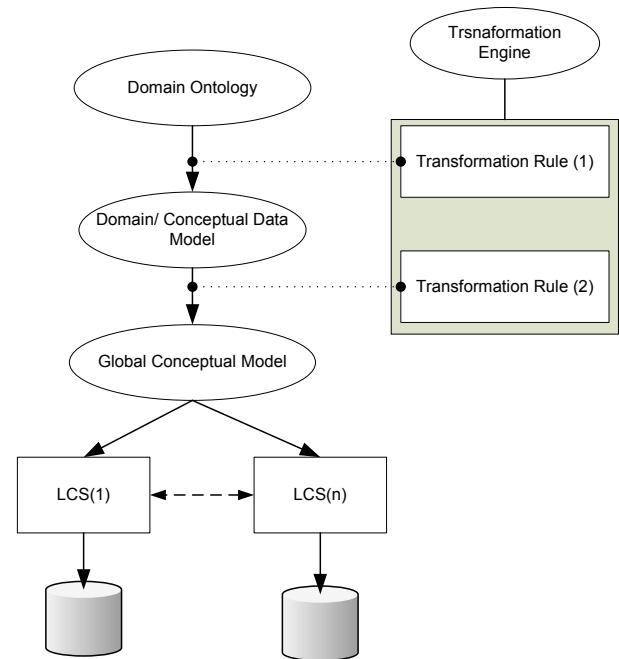 Trsnaformation
Engine
Domain Ontology
Transformation Rule (1)
Domain/ Conceptual Data
Model
Transformation Rule (2)
Global Conceptual Model
LCS(1)
LCS(n)